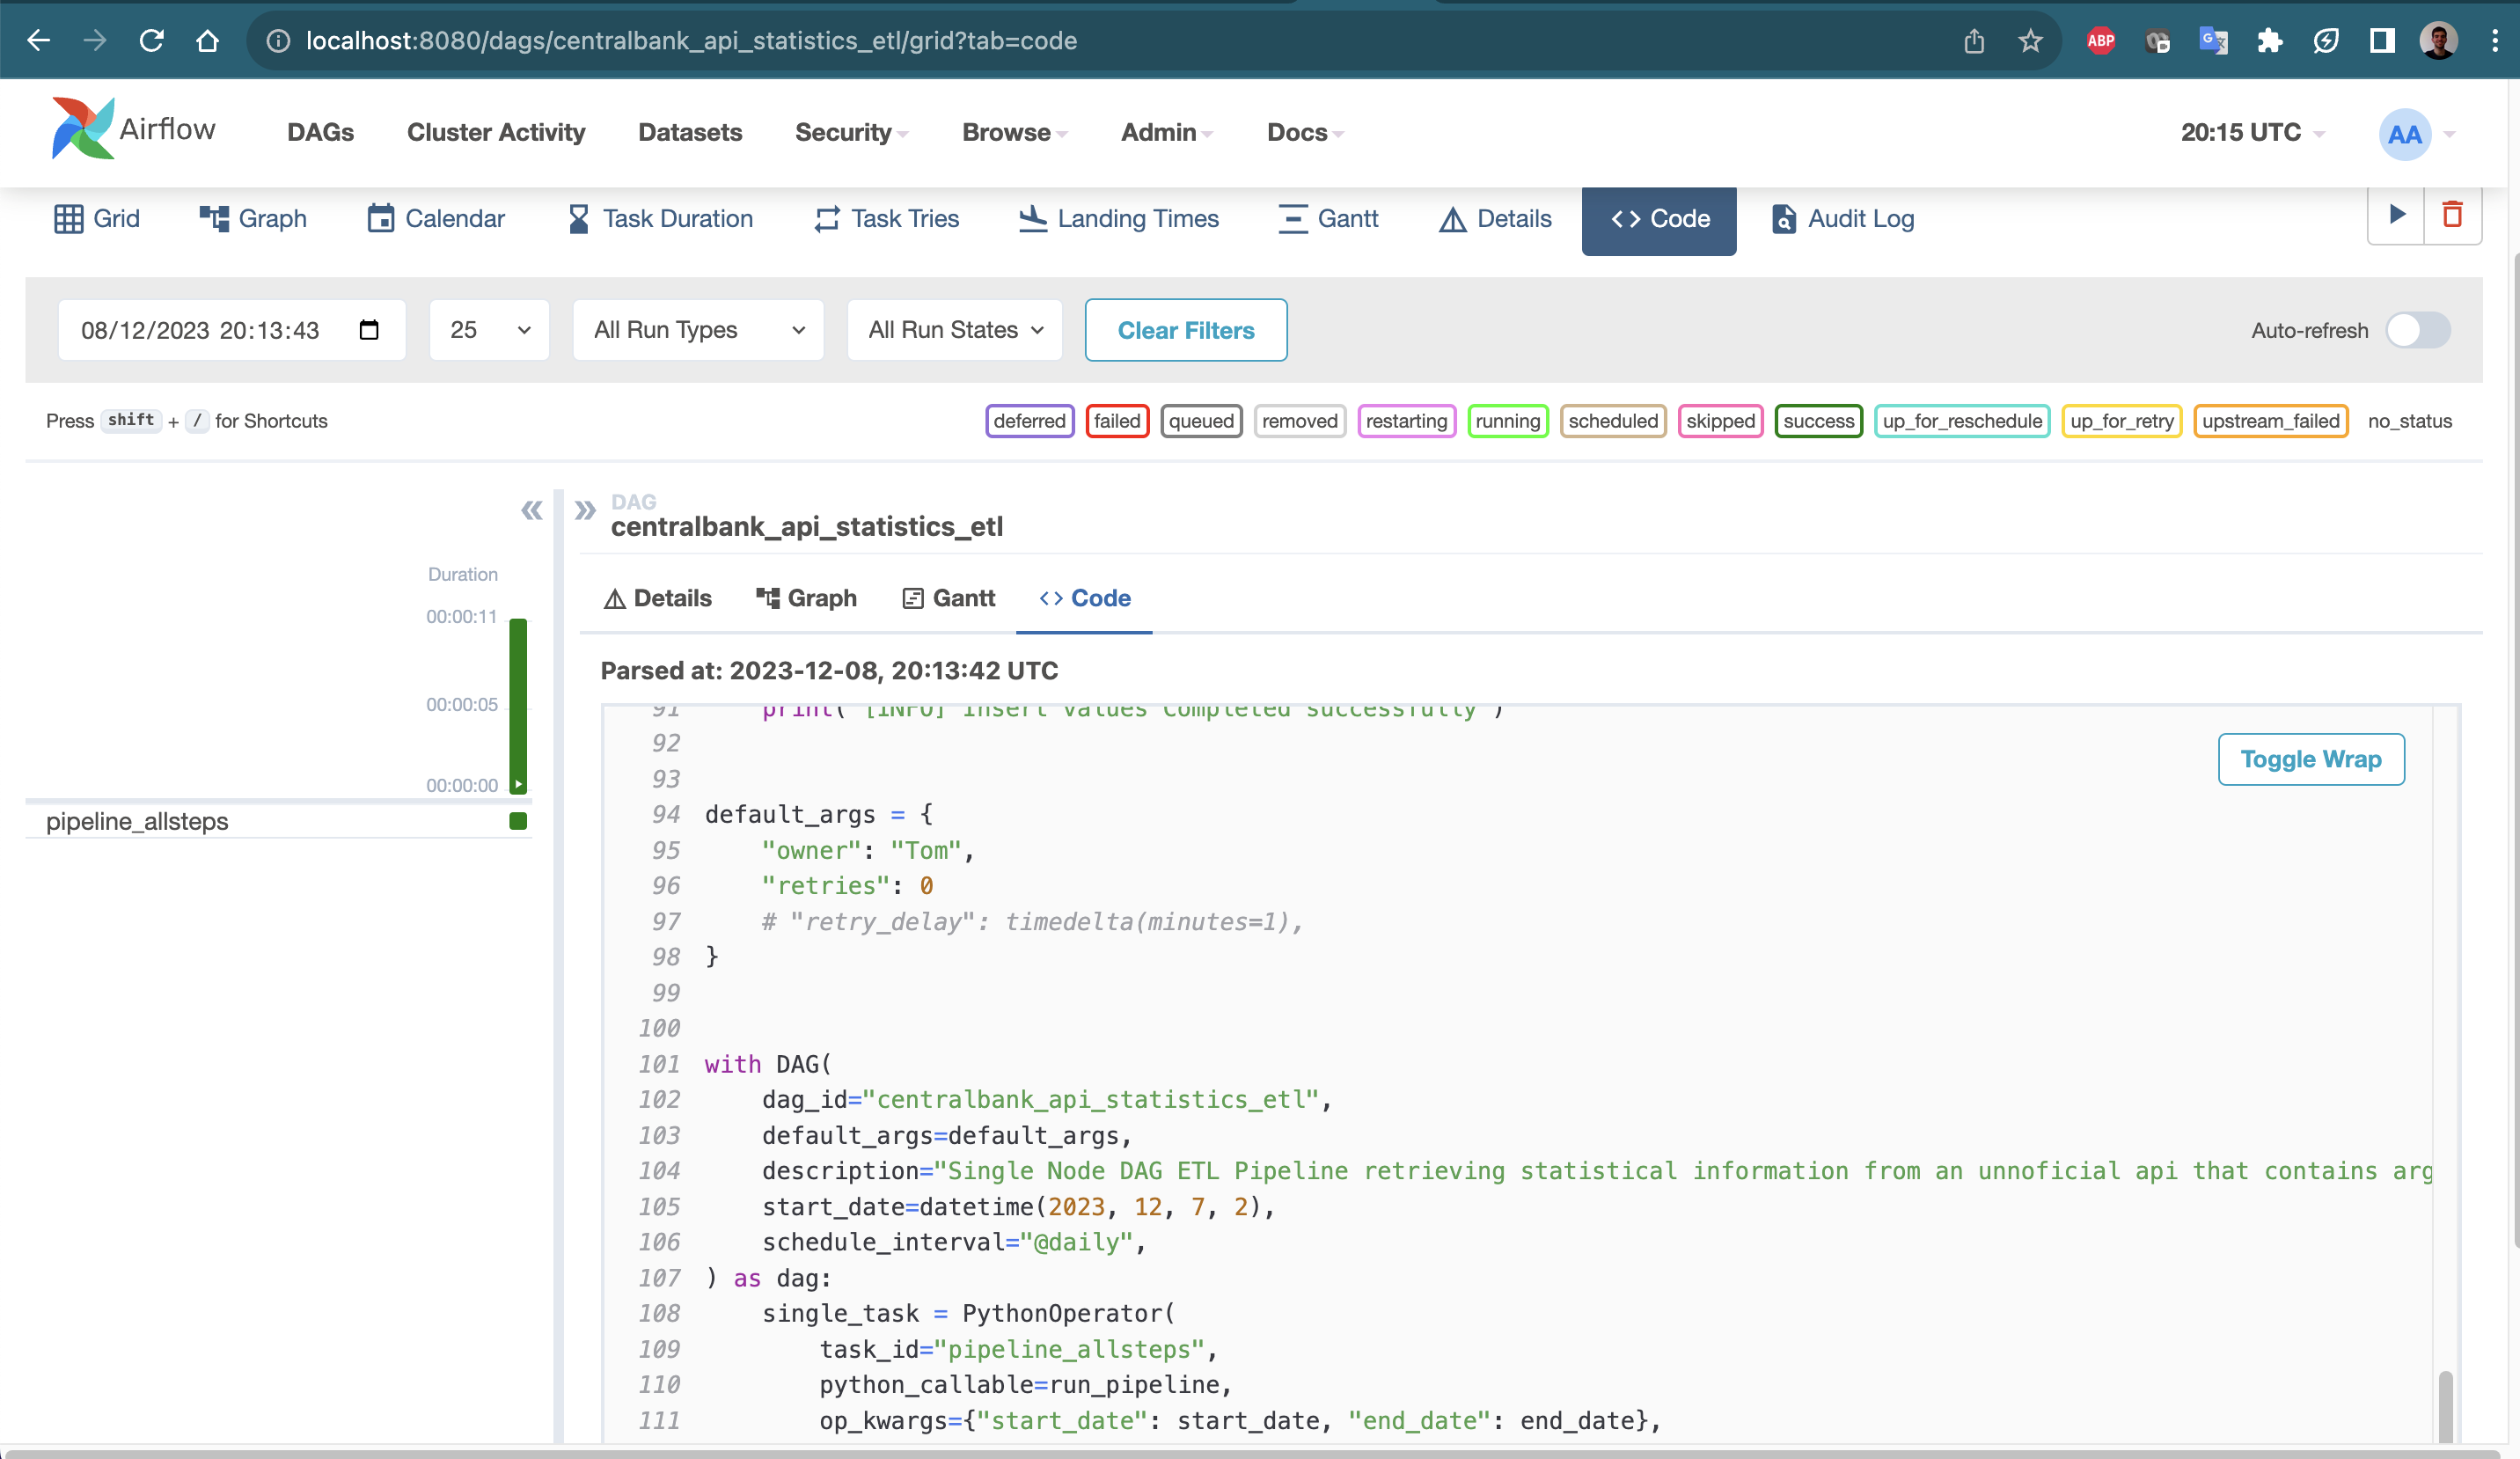 localhost:8080/dags/centralbank_api_statistics_etl/grid?tab=code
ABP
Airflow
DAGs Cluster Activity Datasets Security Browse Admin Docs
20:15 UTC
AA
Grid Graph Calendar Task Duration Task Tries Landing Times Gantt Details <> Code Audit Log
08/12/2023 20:13:43
25
All Run Types
All Run States
Clear Filters
Auto-refresh
Press shift + / for Shortcuts
deferred failed queued removed restarting running scheduled skipped success up_for_reschedule up_for_retry upstream_failed no_status
DAG
centralbank_api_statistics_etl
Duration
00:00:11
00:00:05
00:00:00
pipeline_allsteps
Details Graph Gantt <> Code
Parsed at: 2023-12-08, 20:13:42 UTC
Toggle Wrap
91     print("[INFO] Insert values Completed successfully")
92
93
94 default_args = {
95     "owner": "Tom",
96     "retries": 0
97     # "retry_delay": timedelta(minutes=1),
98 }
99
100
101 with DAG(
102     dag_id="centralbank_api_statistics_etl",
103     default_args=default_args,
104     description="Single Node DAG ETL Pipeline retrieving statistical information from an unnoficial api that contains arg
105     start_date=datetime(2023, 12, 7, 2),
106     schedule_interval="@daily",
107 ) as dag:
108     single_task = PythonOperator(
109         task_id="pipeline_allsteps",
110         python_callable=run_pipeline,
111         op_kwargs={"start_date": start_date, "end_date": end_date},